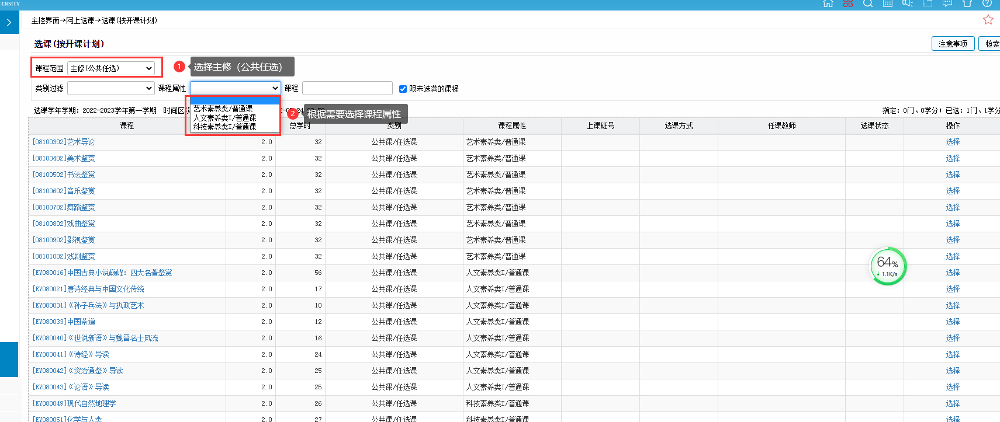 ERSITY
主控界面→网上选课→选课(按开课计划)
选课(按开课计划)
注意事项 检索
课程范围 主修(公共任选) 1 选择主修（公共任选）
类别过滤 课程属性 课程 限未选满的课程
选课学年学期：2022-2023学年第一学期 时间区 指定：0门、0学分；已选：1门、1学分
艺术素养类/普通课
人文素养类I/普通课
科技素养类I/普通课
2 根据需要选择课程属性
课程 总学时 类别 课程属性 上课班号 选课方式 任课教师 选课状态 操作
[08100302]艺术导论 2.0 32 公共课/任选课 艺术素养类/普通课 选择
[08100402]美术鉴赏 2.0 32 公共课/任选课 艺术素养类/普通课 选择
[08100502]书法鉴赏 2.0 32 公共课/任选课 艺术素养类/普通课 选择
[08100602]音乐鉴赏 2.0 32 公共课/任选课 艺术素养类/普通课 选择
[08100702]舞蹈鉴赏 2.0 32 公共课/任选课 艺术素养类/普通课 选择
[08100802]戏曲鉴赏 2.0 32 公共课/任选课 艺术素养类/普通课 选择
[08100902]影视鉴赏 2.0 32 公共课/任选课 艺术素养类/普通课 选择
[08101002]戏剧鉴赏 2.0 32 公共课/任选课 艺术素养类/普通课 选择
[EY080016]中国古典小说巅峰：四大名著鉴赏 2.0 56 公共课/任选课 人文素养类I/普通课 选择
[EY080021]唐诗经典与中国文化传统 2.0 17 公共课/任选课 人文素养类I/普通课 选择
[EY080031]《孙子兵法》与执政艺术 2.0 10 公共课/任选课 人文素养类I/普通课 选择
[EY080033]中国茶道 2.0 12 公共课/任选课 人文素养类I/普通课 选择
[EY080040]《世说新语》与魏晋名士风流 2.0 16 公共课/任选课 人文素养类I/普通课 选择
[EY080041]《诗经》导读 2.0 24 公共课/任选课 人文素养类I/普通课 选择
[EY080042]《资治通鉴》导读 2.0 25 公共课/任选课 人文素养类I/普通课 选择
[EY080043]《论语》导读 2.0 25 公共课/任选课 人文素养类I/普通课 选择
[EY080049]现代自然地理学 2.0 26 公共课/任选课 科技素养类I/普通课 选择
[EY080051]化学与人类 2.0 27 公共课/任选课 科技素养类I/普通课 选择
64%
↓ 1.1K/s